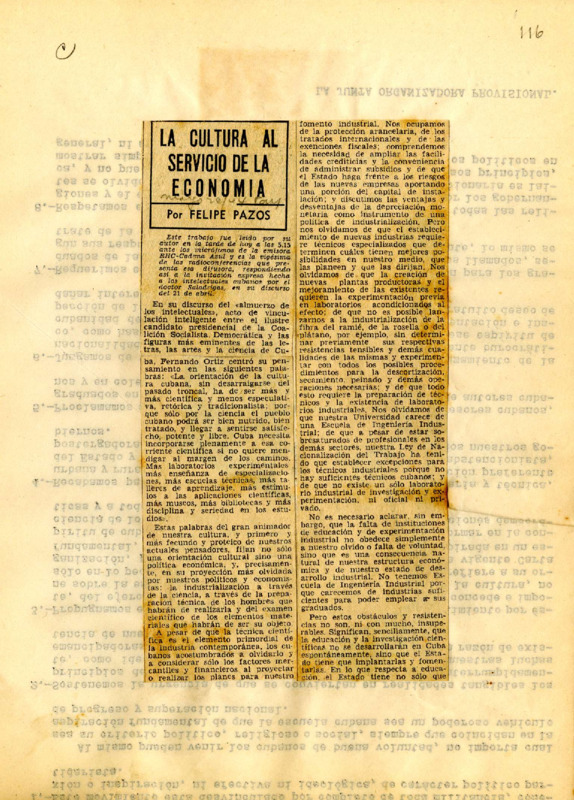 116
LA CULTURA AL
SERVICIO DE LA
ECONOMIA
Por FELIPE PAZOS
Este trabajo fue leído por su
autor en la tarde de hoy a las 5.15
ante los micrófonos de la emisora
RHC-Cadena Azul y es la vigésima
de las radioconferencias que pre-
senta esa difusora, respondiendo
así a la invitación expresa hecha
a los intelectuales cubanos por el
doctor Saladrigas, en su discurso
del 21 de abril.
En su discurso del «almuerzo de
los intelectuales», acto de vincu-
lación inteligente entre el ilustre
candidato presidencial de la Coa-
lición Socialista Democrática y las
figuras más eminentes de las le-
tras, las artes y la ciencia de Cu-
ba, Fernando Ortiz centró su pen-
samiento en las siguientes pala-
bras: «La orientación de la cultura
cubana, sin desarraigarse del
pasado troncal, ha de ser más y
más científica y menos especulati-
va, retórica y tradicionalista; por-
que sólo por la ciencia el pueblo
cubano podrá ser bien nutrido, bien
tratado, y llegar a sentirse satisfe-
cho, potente y libre. Cuba necesita
incorporarse plenamente a esa co-
rriente científica si no quiere men-
digar al margen de los caminos.
Más laboratorios experimentales
más enseñanza de especializacio-
nes, más escuelas técnicas, más ta-
lleres de aprendizaje, más estímu-
los a las aplicaciones científicas,
más museos, más bibliotecas y más
disciplina y seriedad en los estu-
dios».
Estas palabras del gran animador
de nuestra cultura, y primero y
más fecundo y proteico de nuestros
actuales pensadores, fijan no sólo
una orientación cultural sino una
política económica, y, precisamen-
te, en su proyección más olvidada
por nuestros políticos y economis-
tas: la industrialización a través
de la ciencia, a través de la prepa-
ración técnica de los hombres que
habrán de realizarla y del examen
científico de los elementos mate-
riales que habrán de ser su objeto.
A pesar de que la técnica cientí-
fica es el elemento primordial de
la industria contemporánea, los cu-
banos acostumbrados a olvidarlo y
a considerar sólo los factores mer-
cantiles y financieros al proyectar
o realizar los planes para nuestro
fomento industrial. Nos ocupamos
de la protección arancelaria, de los
tratados internacionales y de las
exenciones fiscales; comprendemos
la necesidad de ampliar las facili-
dades crediticias y la conveniencia
de administrar subsidios y de que
el Estado haga frente a los riesgos
de las nuevas empresas aportando
una porción del capital de insta-
lación; y discutimos las ventajas y
desventajas de la depreciación mo-
netaria como instrumento de una
política de industrialización. Pero
nos olvidamos de que el estableci-
miento de nuevas industrias requie-
re técnicos especializados que de-
terminen cuáles tienen mejores po-
sibilidades en nuestro medio, que
las planeen y que las dirijan. Nos
olvidamos de que la creación de
nuevas plantas productoras y el
mejoramiento de las existentes re-
quieren la experimentación previa
en laboratorios acondicionados al
efecto; de que no es posible lan-
zarnos a la industrialización de la
fibra del ramié, de la rosella o del
plátano, por ejemplo, sin determi-
nar previamente sus respectivas
resistencias tensibles y demás cua-
lidades de las mismas y experimen-
tar con todos los posibles proce-
dimientos para la desortización,
secamiento, peinado y demás ope-
raciones necesarias; y de que todo
esto requiere la preparación de téc-
nicos y la existencia de laborato-
rios industriales. Nos olvidamos de
que nuestra Universidad carece de
una Escuela de Ingeniería Indus-
trial; de que a pesar de estar so-
bresaturados de profesionales en los
demás sectores, nuestra Ley de Na-
cionalización del Trabajo ha teni-
do que establecer excepciones para
los técnicos industriales porque no
hay suficientes técnicos cubanos; y
de que no existe un sólo laborato-
rio industrial de investigación y ex-
perimentación, ni oficial ni pri-
vado.
No es necesario aclarar, sin em-
bargo, que la falta de instituciones
de educación y de experimentación
industrial no obedece simplemente
a nuestro olvido o falta de voluntad,
sino que es una consecuencia na-
tural de nuestra estructura econó-
mica y de nuestro estado de des-
arrollo industrial. No tenemos Es-
cuela de Ingeniería Industrial por-
que carecemos de industrias sufi-
cientes para poder emplear a sus
graduados.
Pero estos obstáculos y resisten-
cias no son, ni con mucho, insupe-
rables. Significan, sencillamente, que
la educación y la investigación cien-
tíficas no se desarrollarán en Cuba
espontáneamente, sino que el Esta-
do tiene que implantarlas y fomen-
tarlas. En lo que respecta a educa-
ción, el Estado tiene no sólo que